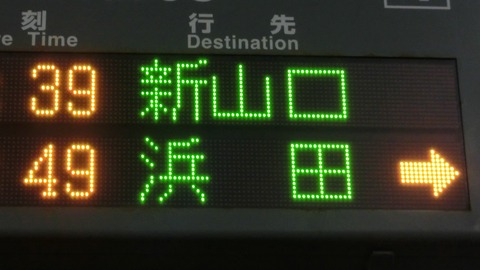 刻 行先
Time Destination
39 新山口
49 浜田